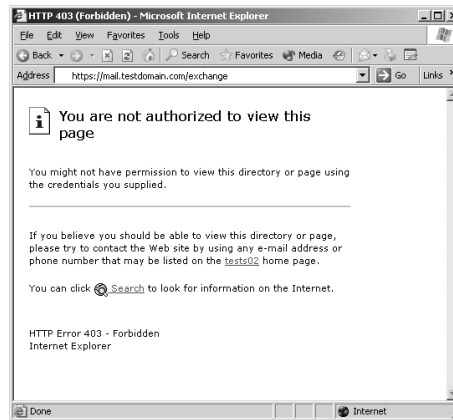 HTTP 403 (Forbidden) - Microsoft Internet Explorer
File Edit View Favorites Tools Help
Back Search Favorites Media
Address https://mail.testdomain.com/exchange Go Links »
You are not authorized to view this
page
You might not have permission to view this directory or page using
the credentials you supplied.
If you believe you should be able to view this directory or page,
please try to contact the Web site by using any e-mail address or
phone number that may be listed on the tests02 home page.
You can click Search to look for information on the Internet.
HTTP Error 403 - Forbidden
Internet Explorer
Done Internet